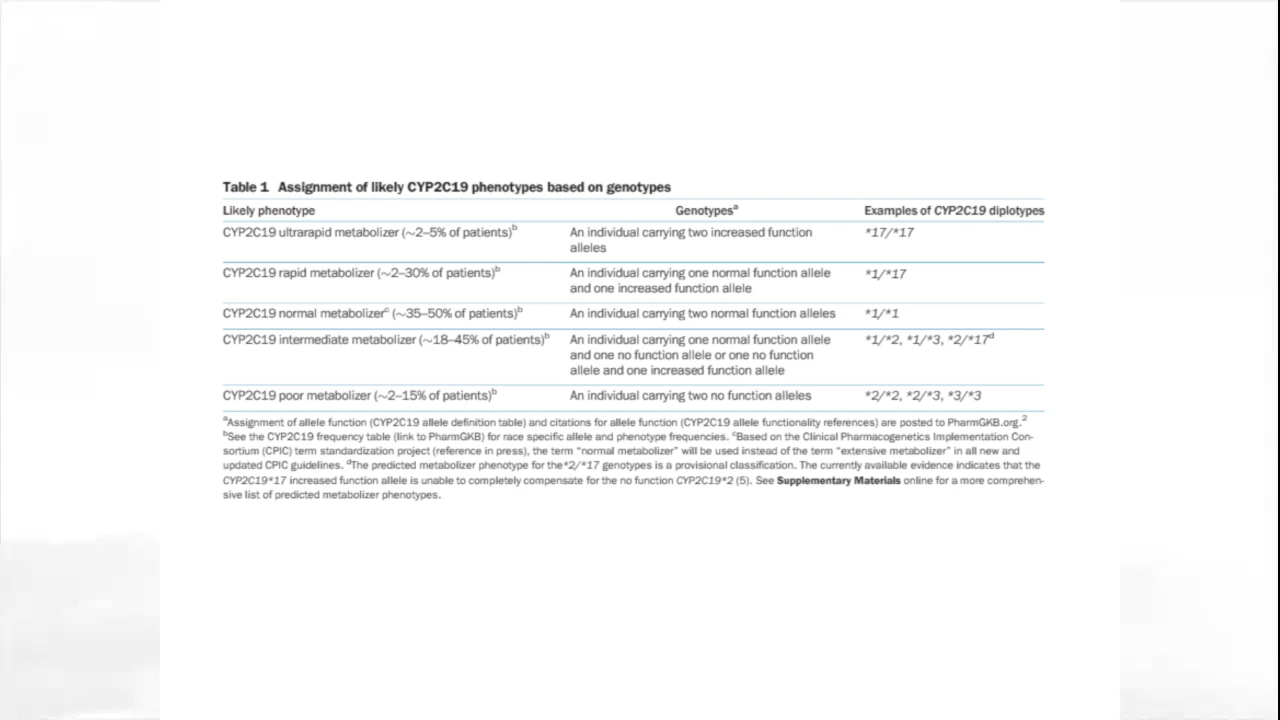 Table 1 Assignment of likely CYP2C19 phenotypes based on genotypes
Likely phenotype Genotypesa Examples of CYP2C19 diplotypes
CYP2C19 ultrarapid metabolizer (~2–5% of patients)b An individual carrying two increased function *17/*17
alleles
CYP2C19 rapid metabolizer (~2–30% of patients)b An individual carrying one normal function allele *1/*17
and one increased function allele
CYP2C19 normal metabolizerc (~35–50% of patients)b An individual carrying two normal function alleles *1/*1
CYP2C19 intermediate metabolizer (~18–45% of patients)b An individual carrying one normal function allele *1/*2, *1/*3, *2/*17d
and one no function allele or one no function
allele and one increased function allele
CYP2C19 poor metabolizer (~2–15% of patients)b An individual carrying two no function alleles *2/*2, *2/*3, *3/*3
aAssignment of allele function (CYP2C19 allele definition table) and citations for allele function (CYP2C19 allele functionality references) are posted to PharmGKB.org.2
bSee the CYP2C19 frequency table (link to PharmGKB) for race specific allele and phenotype frequencies. cBased on the Clinical Pharmacogenetics Implementation Con-
sortium (CPIC) term standardization project (reference in press), the term “normal metabolizer” will be used instead of the term “extensive metabolizer” in all new and
updated CPIC guidelines. dThe predicted metabolizer phenotype for the*2/*17 genotypes is a provisional classification. The currently available evidence indicates that the
CYP2C19*17 increased function allele is unable to completely compensate for the no function CYP2C19*2 (5). See Supplementary Materials online for a more comprehen-
sive list of predicted metabolizer phenotypes.